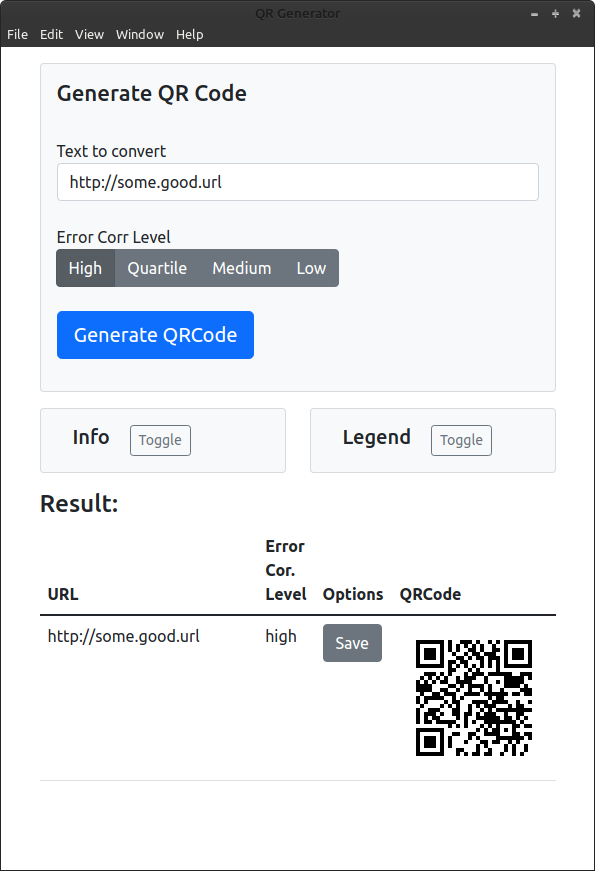 QR Generator
File Edit View Window Help
Generate QR Code
Text to convert
http://some.good.url
Error Corr Level
High Quartile Medium Low
Generate QRCode
Info Toggle Legend Toggle
Result:
Error
Cor.
URL Level Options QRCode
http://some.good.url high Save